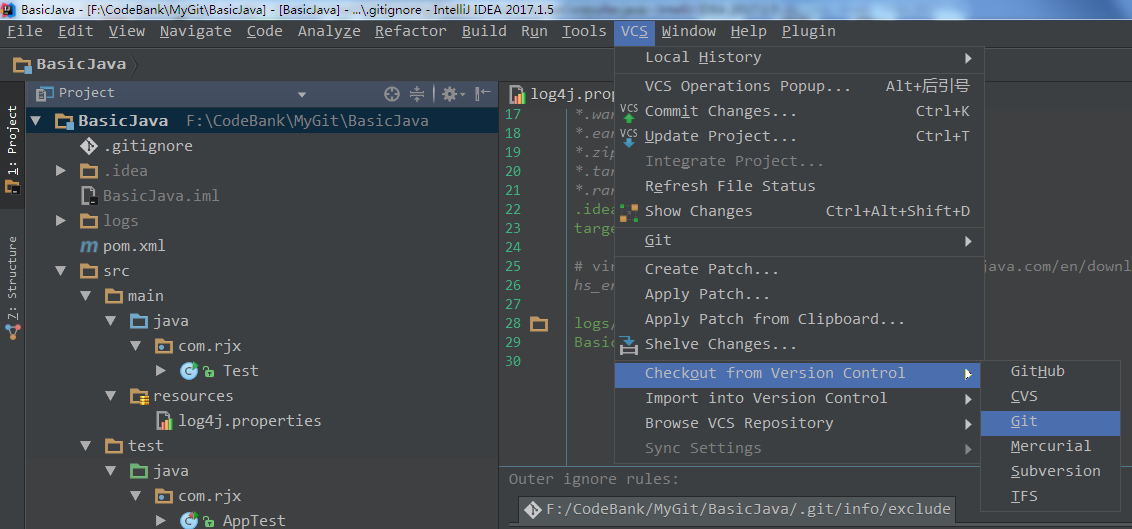 BasicJava - [F:\CodeBank\MyGit\BasicJava] - [BasicJava] - ...\.gitignore - IntelliJ IDEA 2017.1.5
File Edit View Navigate Code Analyze Refactor Build Run Tools VCS Window Help Plugin
BasicJava
Project
1: Project
Z: Structure
BasicJava F:\CodeBank\MyGit\BasicJava
.gitignore
.idea
BasicJava.iml
logs
pom.xml
src
main
java
com.rjx
Test
resources
log4j.properties
test
java
com.rjx
AppTest
log4j.prop
17 *.war
18 *.ear
19 *.zip
20 *.tar
21 *.rar
22 .idea
23 targe
24
25 # vir java.com/en/downl
26 hs_er
27
28 logs/
29 Basic
30
Outer ignore rules:
F:/CodeBank/MyGit/BasicJava/.git/info/exclude
Local History
VCS Operations Popup... Alt+后引号
Commit Changes... Ctrl+K
Update Project... Ctrl+T
Integrate Project...
Refresh File Status
Show Changes Ctrl+Alt+Shift+D
Git
Create Patch...
Apply Patch...
Apply Patch from Clipboard...
Shelve Changes...
Checkout from Version Control
Import into Version Control
Browse VCS Repository
Sync Settings
GitHub
CVS
Git
Mercurial
Subversion
TFS